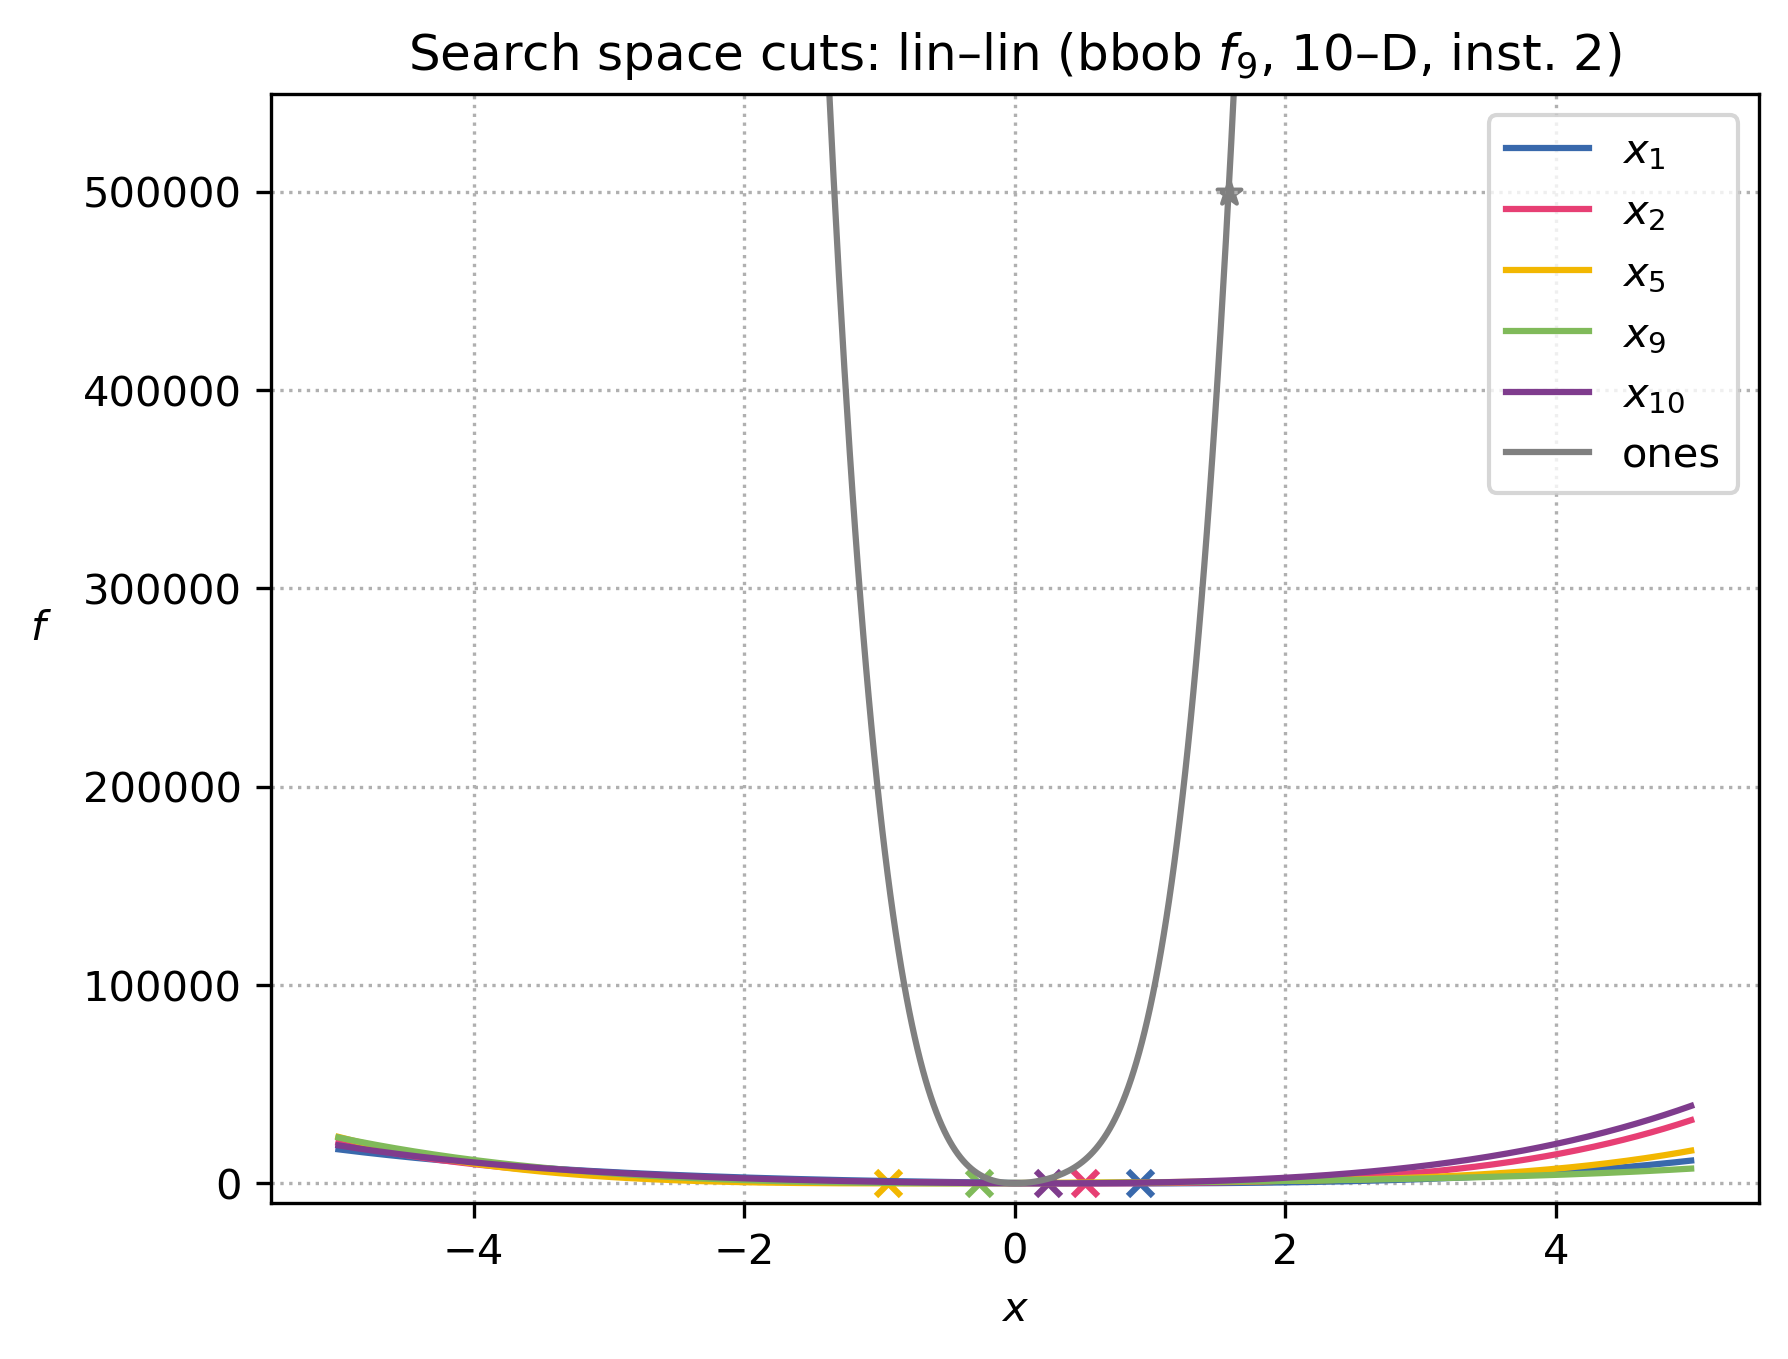 Search space cuts: lin–lin (bbob f₉, 10–D, inst. 2)
x₁
x₂
x₅
x₉
x₁₀
ones
500000
400000
300000
200000
100000
0
f
−4 −2 0 2 4
x